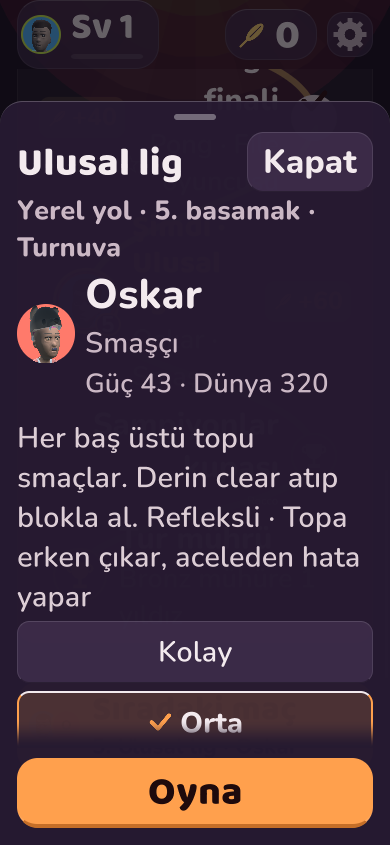 Sv 1
0
finali
Ulusal lig
Kapat
Yerel yol · 5. basamak ·
Turnuva
Oskar
Smaşçı
Güç 43 · Dünya 320
Her baş üstü topu
smaçlar. Derin clear atıp
blokla al. Refleksli · Topa
erken çıkar, aceleden hata
yapar
Kolay
Orta
Oyna